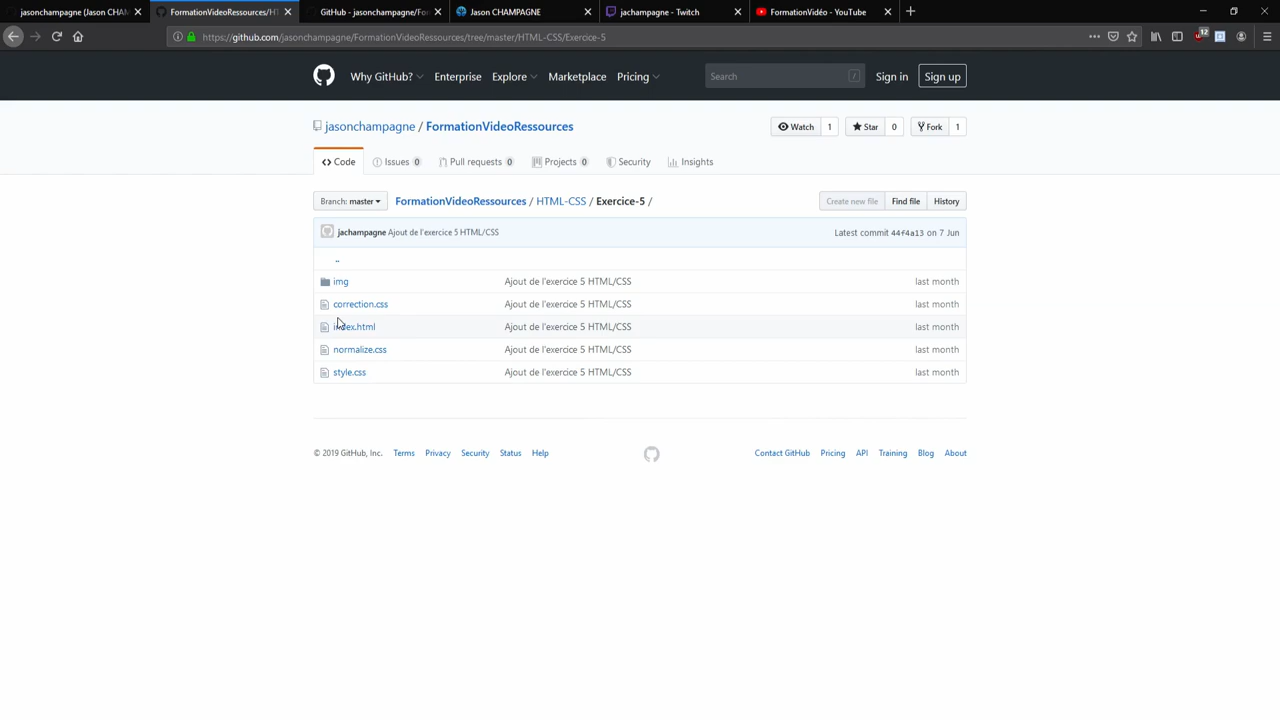 jasonchampagne (Jason CHAM
FormationVideoRessources/HT
GitHub - jasonchampagne/For
Jason CHAMPAGNE
jachampagne - Twitch
FormationVidéo - YouTube
https://github.com/jasonchampagne/FormationVideoRessources/tree/master/HTML-CSS/Exercice-5
12
Why GitHub? Enterprise Explore Marketplace Pricing
Search /
Sign in Sign up
jasonchampagne / FormationVideoRessources
Watch 1 Star 0 Fork 1
Code Issues 0 Pull requests 0 Projects 0 Security Insights
Branch: master FormationVideoRessources / HTML-CSS / Exercice-5 /
Create new file Find file History
jachampagne Ajout de l'exercice 5 HTML/CSS Latest commit 44f4a13 on 7 Jun
..
img Ajout de l'exercice 5 HTML/CSS last month
correction.css Ajout de l'exercice 5 HTML/CSS last month
index.html Ajout de l'exercice 5 HTML/CSS last month
normalize.css Ajout de l'exercice 5 HTML/CSS last month
style.css Ajout de l'exercice 5 HTML/CSS last month
© 2019 GitHub, Inc. Terms Privacy Security Status Help Contact GitHub Pricing API Training Blog About